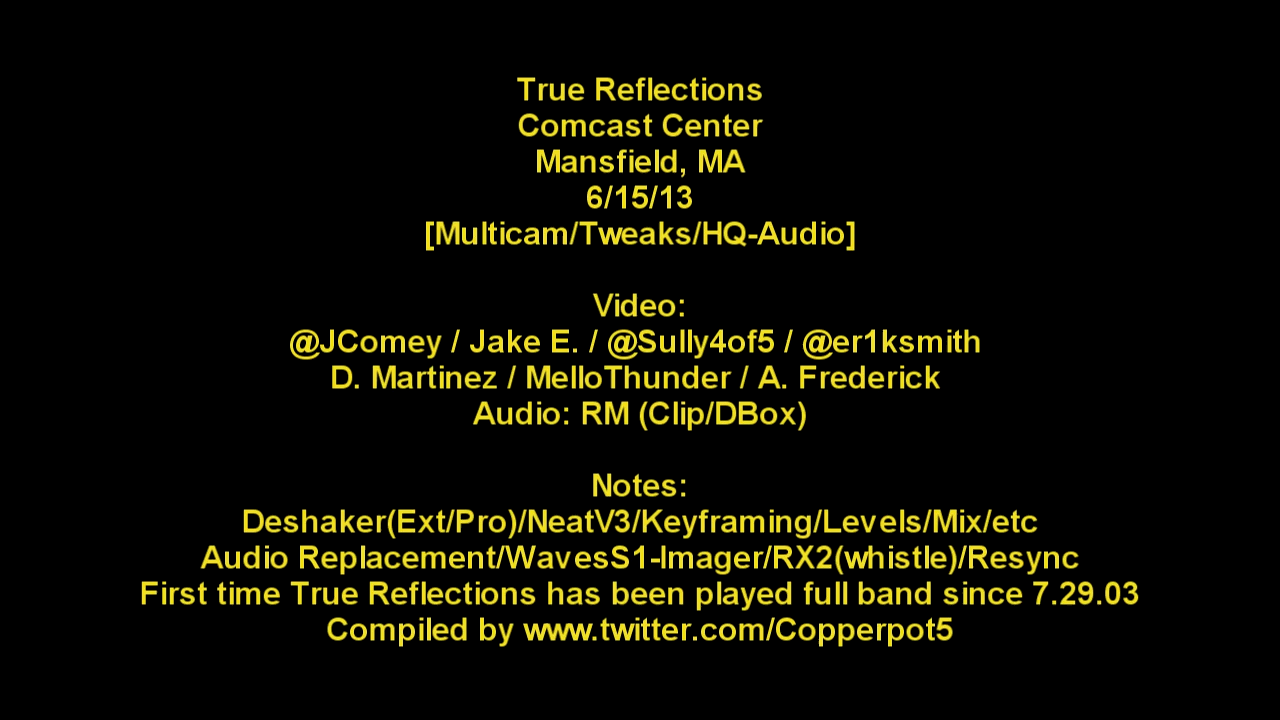 True Reflections
Comcast Center
Mansfield, MA
6/15/13
[Multicam/Tweaks/HQ-Audio]
Video:
@JComey / Jake E. / @Sully4of5 / @er1ksmith
D. Martinez / MelloThunder / A. Frederick
Audio: RM (Clip/DBox)
Notes:
Deshaker(Ext/Pro)/NeatV3/Keyframing/Levels/Mix/etc
Audio Replacement/WavesS1-Imager/RX2(whistle)/Resync
First time True Reflections has been played full band since 7.29.03
Compiled by www.twitter.com/Copperpot5